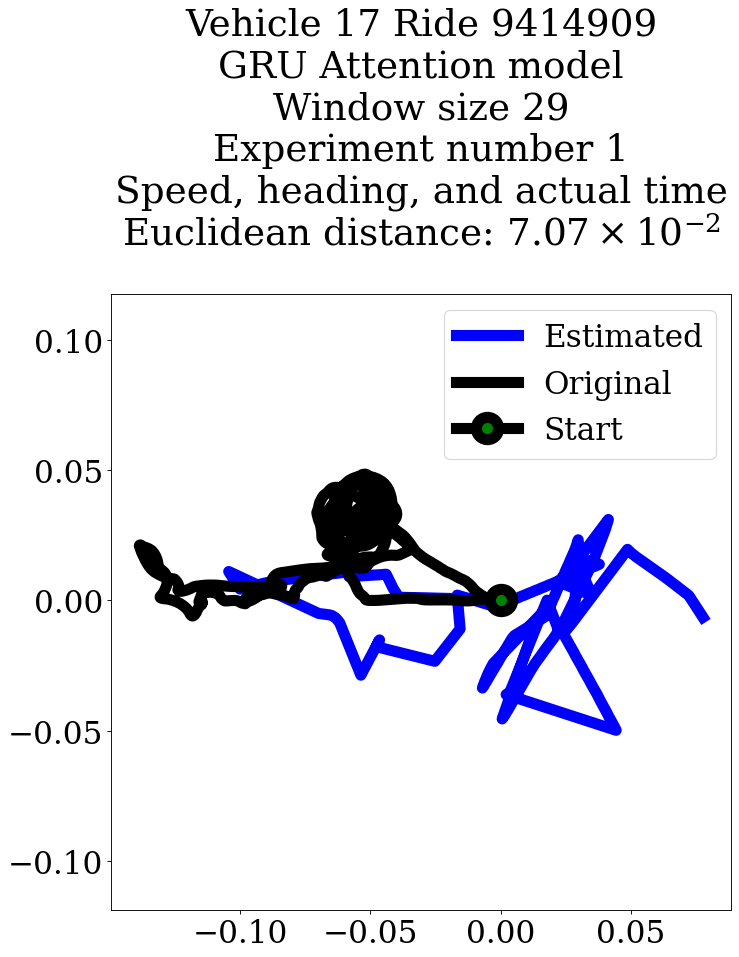 Vehicle 17 Ride 9414909
GRU Attention model
Window size 29
Experiment number 1
Speed, heading, and actual time
Euclidean distance: 7.07 × 10⁻²
Estimated
Original
Start
0.10
0.05
0.00
−0.05
−0.10
−0.10 −0.05 0.00 0.05